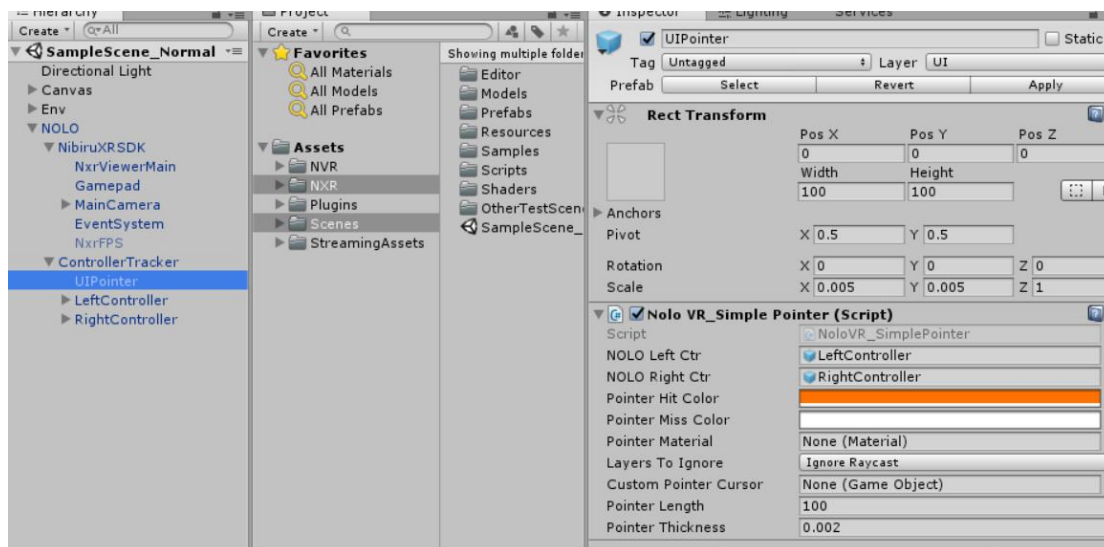 Hierarchy
Create
All
SampleScene_Normal
Directional Light
Canvas
Env
NOLO
NibiruXRSDK
NxrViewerMain
Gamepad
MainCamera
EventSystem
NxrFPS
ControllerTracker
UIPointer
LeftController
RightController
Project
Create
Favorites
All Materials
All Models
All Prefabs
Assets
NVR
NXR
Plugins
Scenes
StreamingAssets
Showing multiple folder
Editor
Models
Prefabs
Resources
Samples
Scripts
Shaders
OtherTestScen
SampleScene_
Inspector Lighting Services
UIPointer Static
Tag Untagged Layer UI
Prefab Select Revert Apply
Rect Transform
Pos X Pos Y Pos Z
0 0 0
Width Height
100 100
Anchors
Pivot X 0.5 Y 0.5
Rotation X 0 Y 0 Z 0
Scale X 0.005 Y 0.005 Z 1
Nolo VR_Simple Pointer (Script)
Script NoloVR_SimplePointer
NOLO Left Ctr LeftController
NOLO Right Ctr RightController
Pointer Hit Color
Pointer Miss Color
Pointer Material None (Material)
Layers To Ignore Ignore Raycast
Custom Pointer Cursor None (Game Object)
Pointer Length 100
Pointer Thickness 0.002